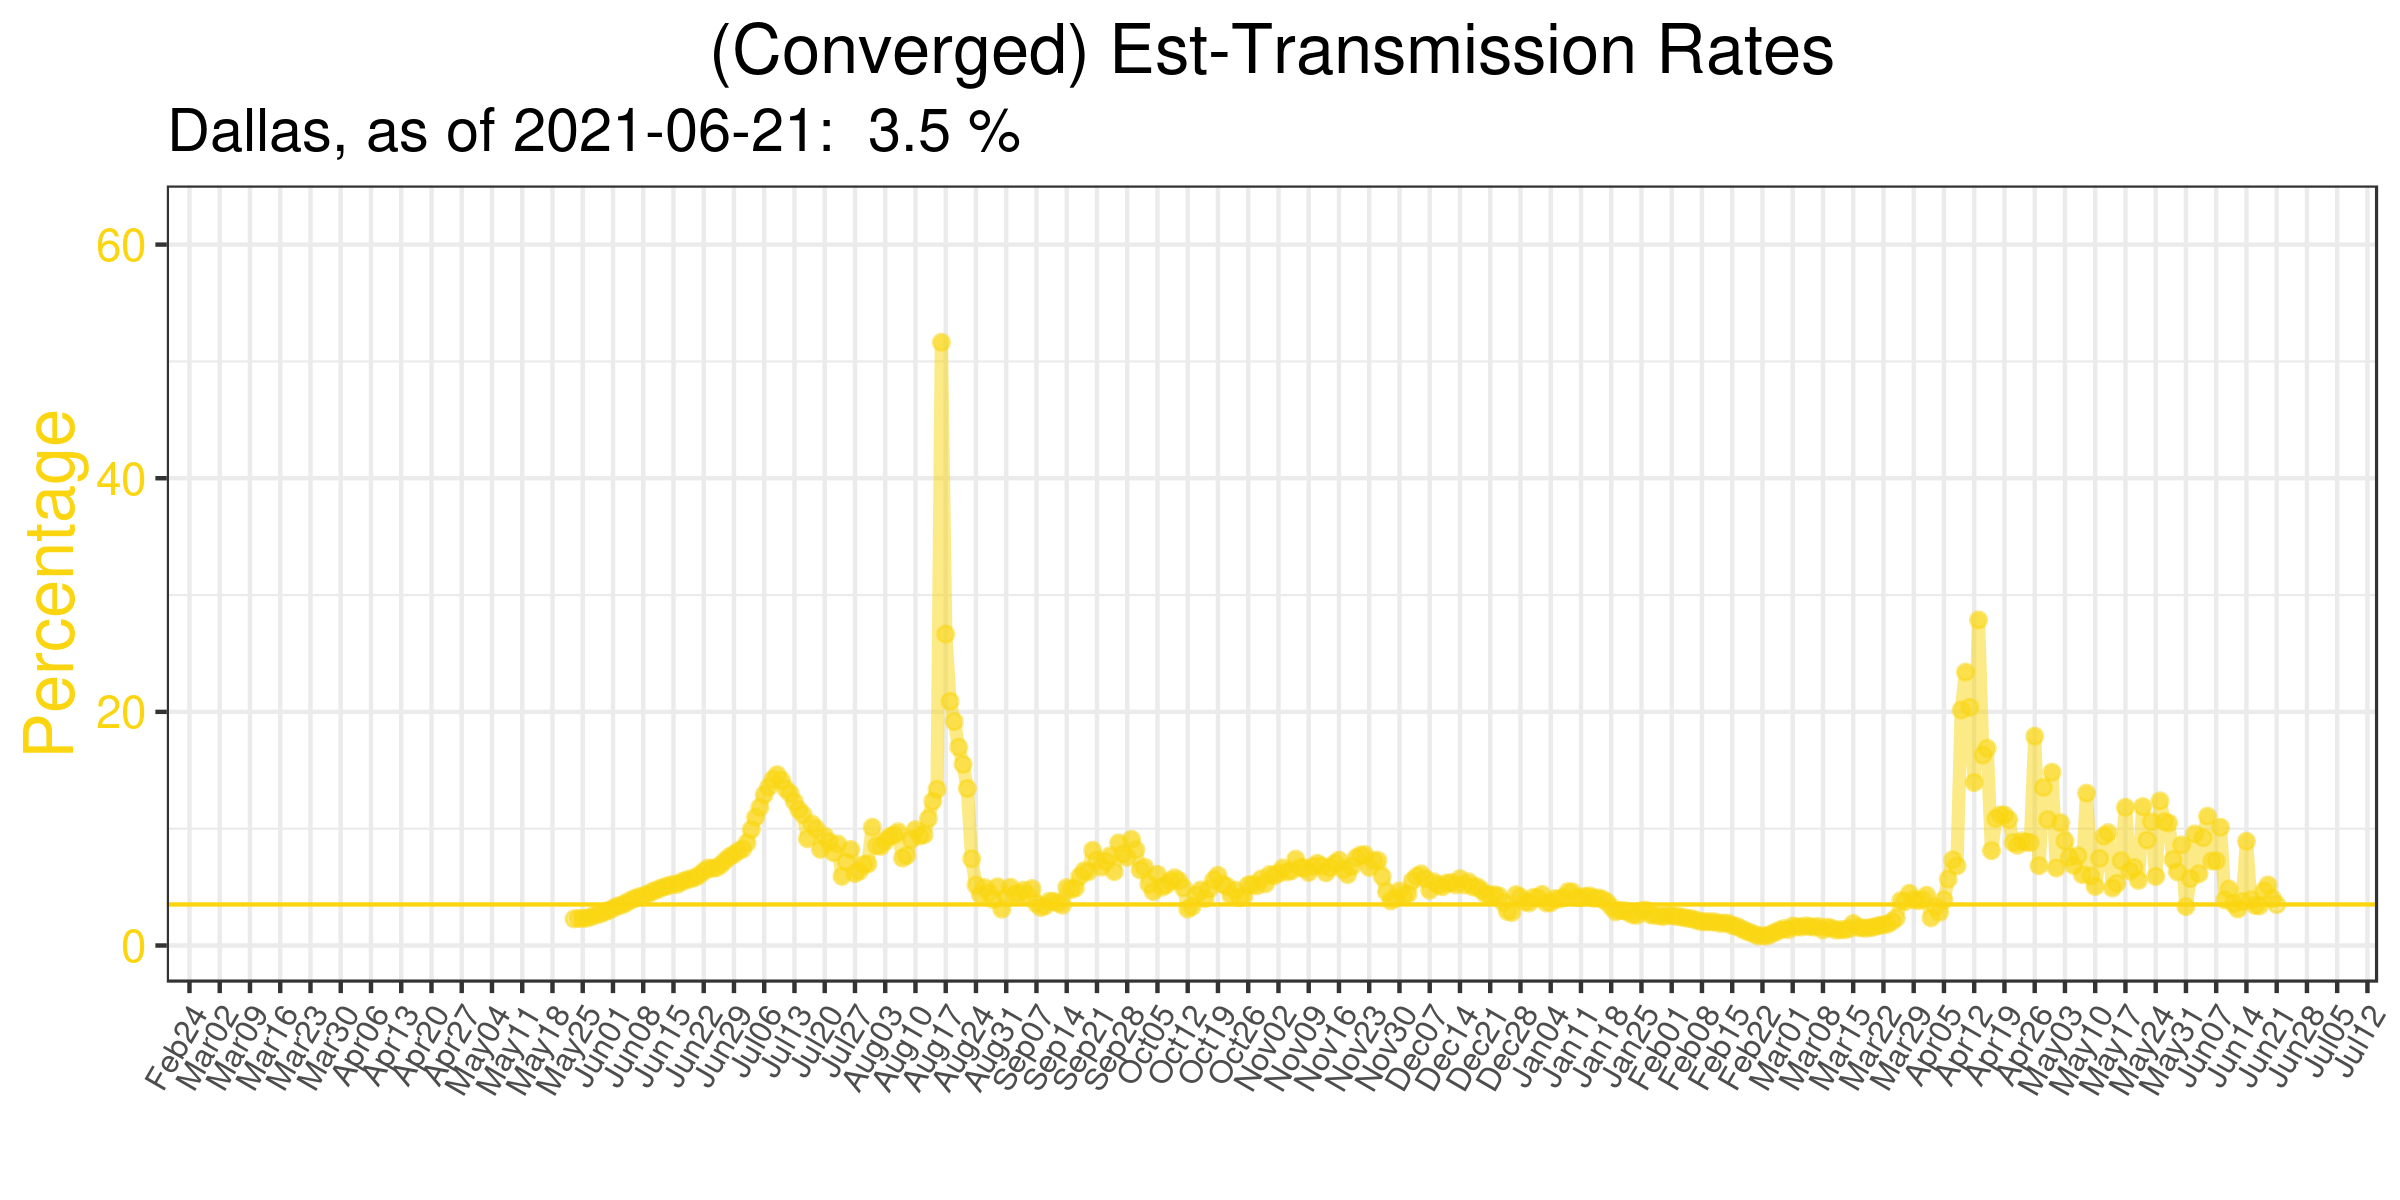 (Converged) Est-Transmission Rates
Dallas, as of 2021-06-21: 3.5 %
Percentage
60
40
20
0
Feb24
Mar02
Mar09
Mar16
Mar23
Mar30
Apr06
Apr13
Apr20
Apr27
May04
May11
May18
May25
Jun01
Jun08
Jun15
Jun22
Jun29
Jul06
Jul13
Jul20
Jul27
Aug03
Aug10
Aug17
Aug24
Aug31
Sep07
Sep14
Sep21
Sep28
Oct05
Oct12
Oct19
Oct26
Nov02
Nov09
Nov16
Nov23
Nov30
Dec07
Dec14
Dec21
Dec28
Jan04
Jan11
Jan18
Jan25
Feb01
Feb08
Feb15
Feb22
Mar01
Mar08
Mar15
Mar22
Mar29
Apr05
Apr12
Apr19
Apr26
May03
May10
May17
May24
May31
Jun07
Jun14
Jun21
Jun28
Jul05
Jul12